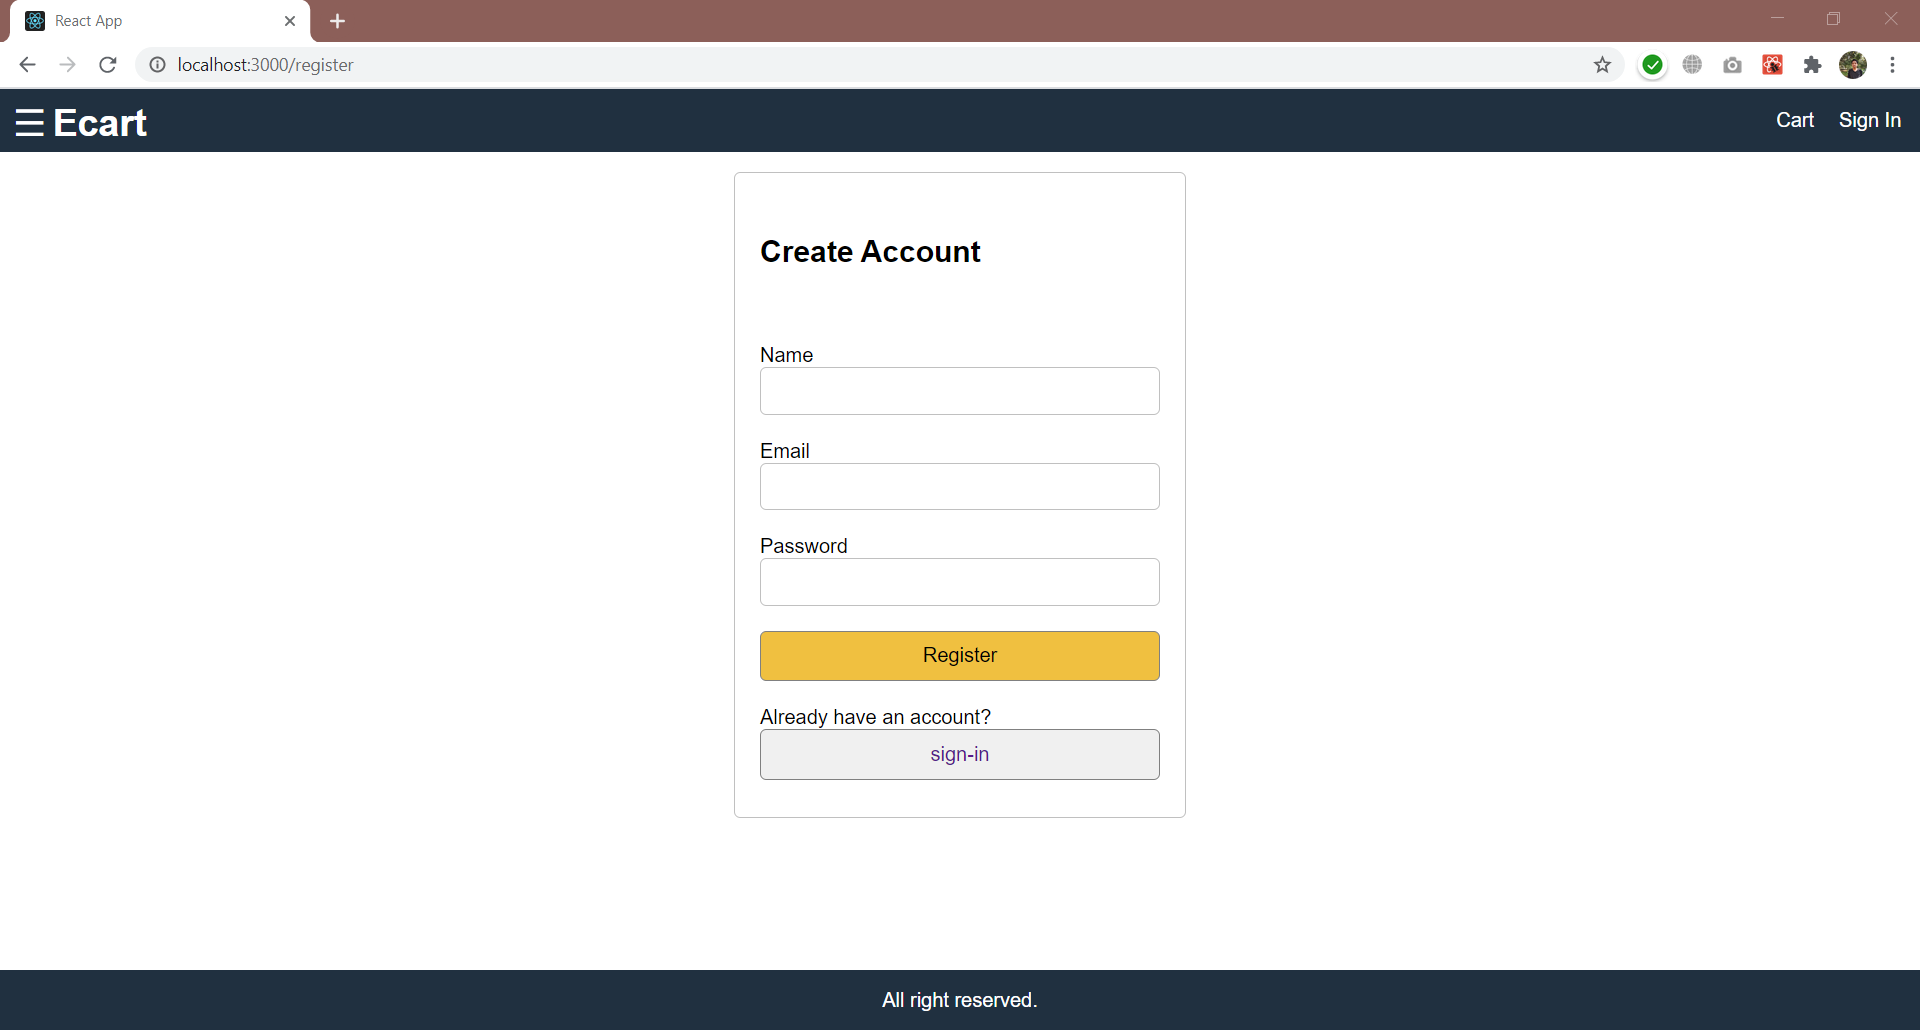 React App
localhost:3000/register
Ecart
Cart
Sign In
Create Account
Name
Email
Password
Register
Already have an account?
sign-in
All right reserved.